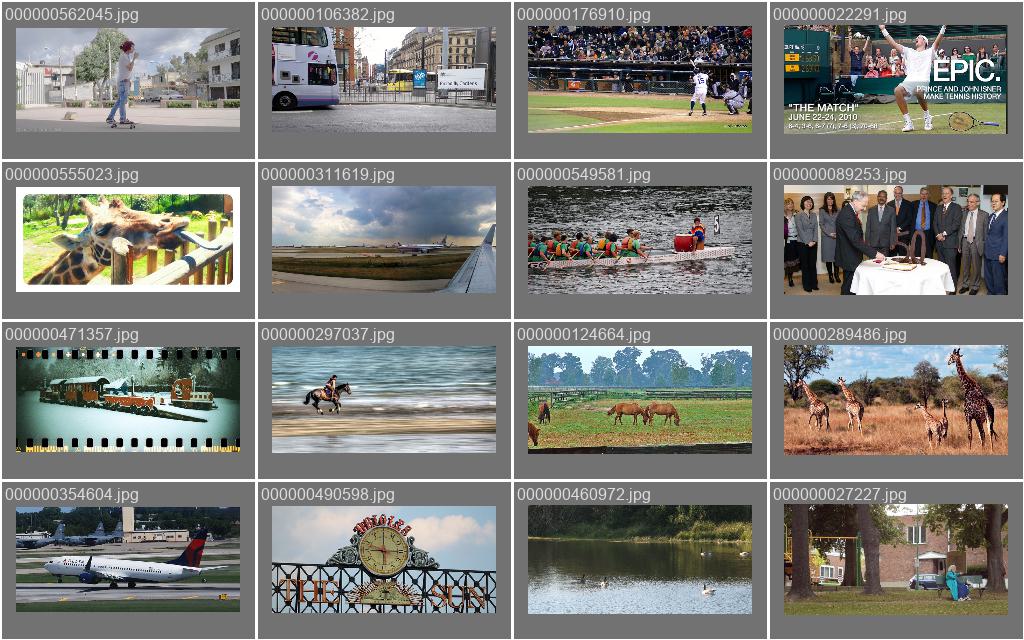 000000562045.jpg
000000106382.jpg
000000176910.jpg
000000022291.jpg
EPIC.
PRINCE AND JOHN ISNER
MAKE TENNIS HISTORY
"THE MATCH"
JUNE 22-24, 2010
000000555023.jpg
000000311619.jpg
000000549581.jpg
5
000000089253.jpg
000000471357.jpg
000000297037.jpg
000000124664.jpg
000000289486.jpg
000000354604.jpg
000000490598.jpg
THE SUN
000000460972.jpg
000000027227.jpg